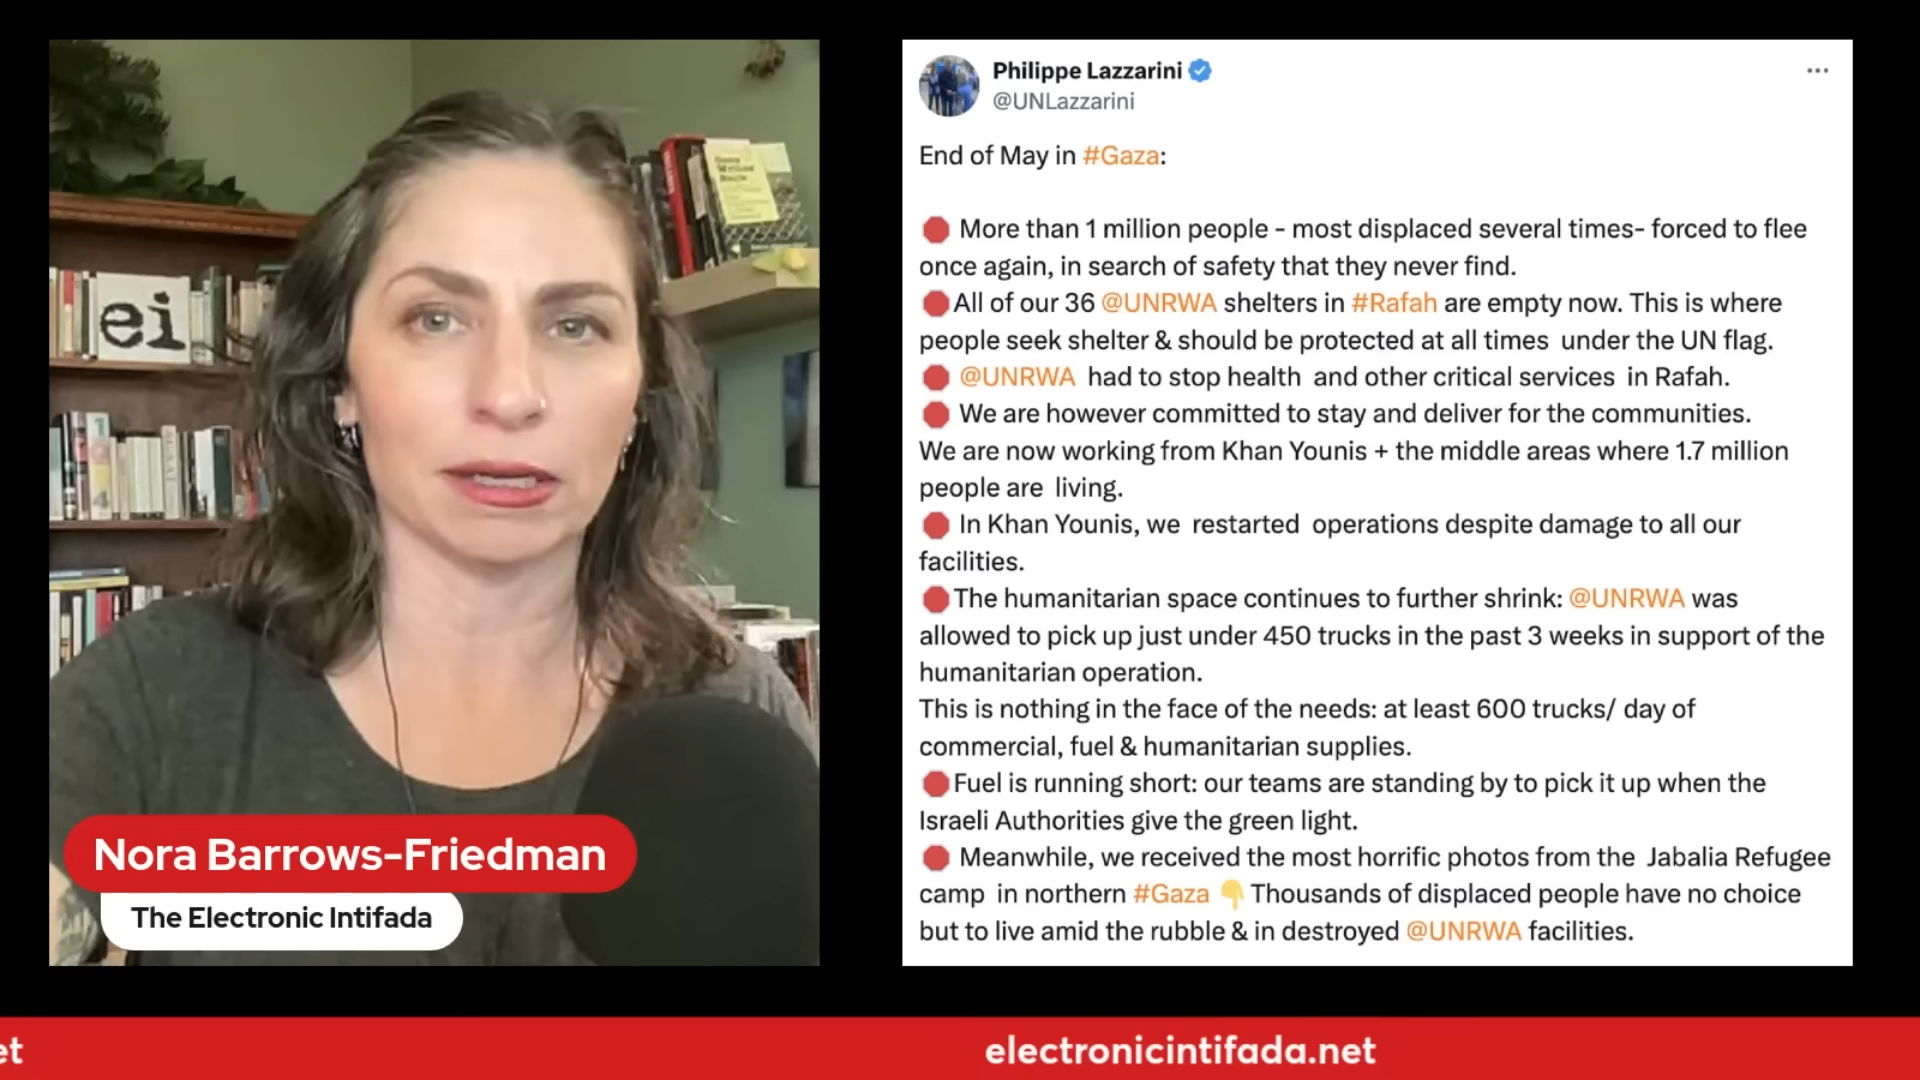 ei
Nora Barrows-Friedman
The Electronic Intifada
Philippe Lazzarini
@UNLazzarini
End of May in #Gaza:
🛑 More than 1 million people - most displaced several times- forced to flee
once again, in search of safety that they never find.
🛑All of our 36 @UNRWA shelters in #Rafah are empty now. This is where
people seek shelter & should be protected at all times under the UN flag.
🛑 @UNRWA had to stop health and other critical services in Rafah.
🛑 We are however committed to stay and deliver for the communities.
We are now working from Khan Younis + the middle areas where 1.7 million
people are living.
🛑 In Khan Younis, we restarted operations despite damage to all our
facilities.
🛑The humanitarian space continues to further shrink: @UNRWA was
allowed to pick up just under 450 trucks in the past 3 weeks in support of the
humanitarian operation.
This is nothing in the face of the needs: at least 600 trucks/ day of
commercial, fuel & humanitarian supplies.
🛑Fuel is running short: our teams are standing by to pick it up when the
Israeli Authorities give the green light.
🛑 Meanwhile, we received the most horrific photos from the Jabalia Refugee
camp in northern #Gaza 👇Thousands of displaced people have no choice
but to live amid the rubble & in destroyed @UNRWA facilities.
et
electronicintifada.net